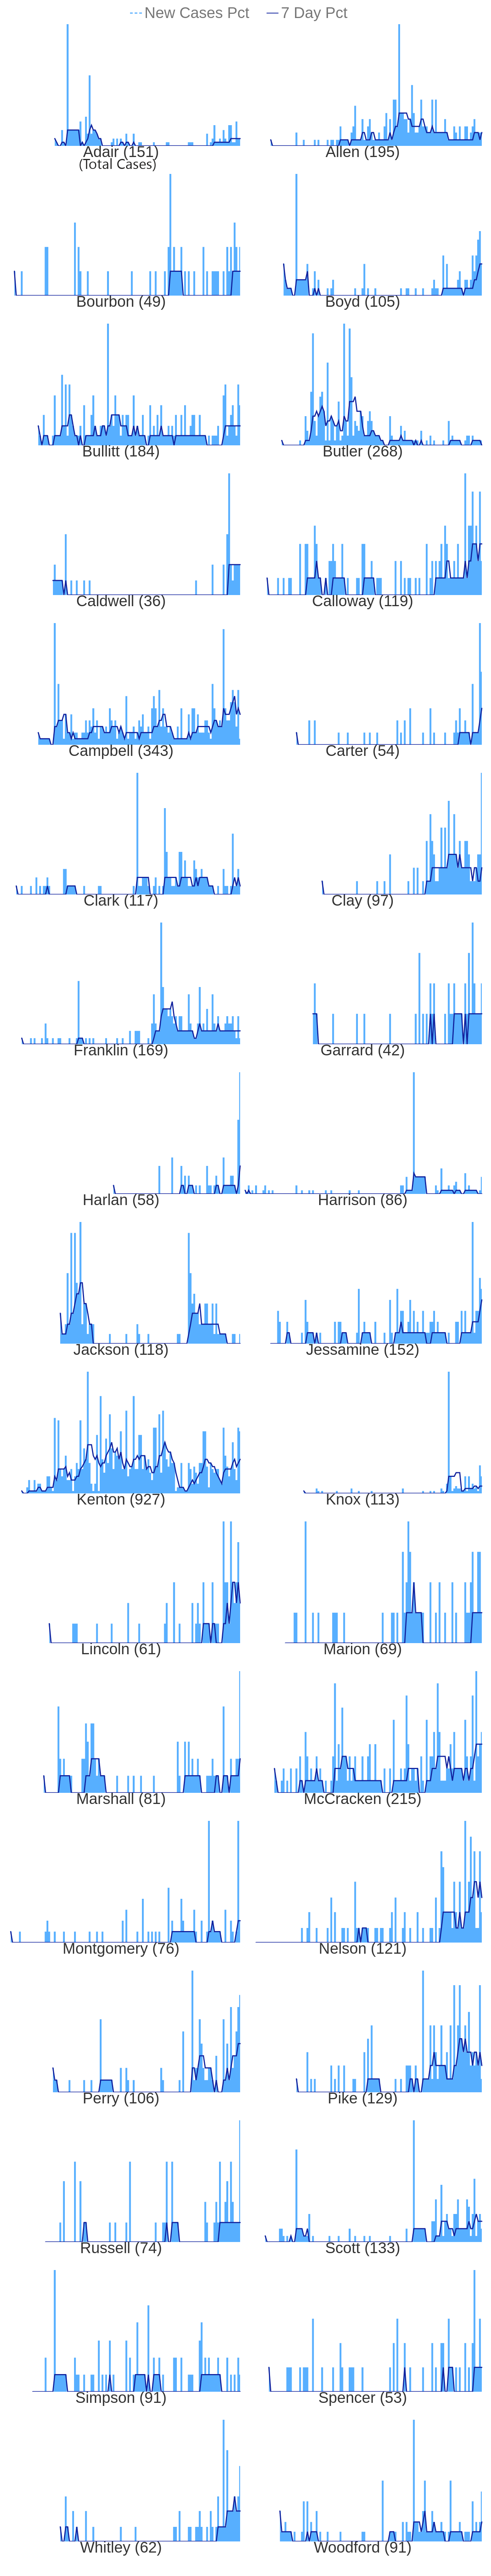 New Cases Pct 7 Day Pct
Adair (151) Allen (195)
(Total Cases)
Bourbon (49) Boyd (105)
Bullitt (184) Butler (268)
Caldwell (36) Calloway (119)
Campbell (343) Carter (54)
Clark (117) Clay (97)
Franklin (169) Garrard (42)
Harlan (58) Harrison (86)
Jackson (118) Jessamine (152)
Kenton (927) Knox (113)
Lincoln (61) Marion (69)
Marshall (81) McCracken (215)
Montgomery (76) Nelson (121)
Perry (106) Pike (129)
Russell (74) Scott (133)
Simpson (91) Spencer (53)
Whitley (62) Woodford (91)